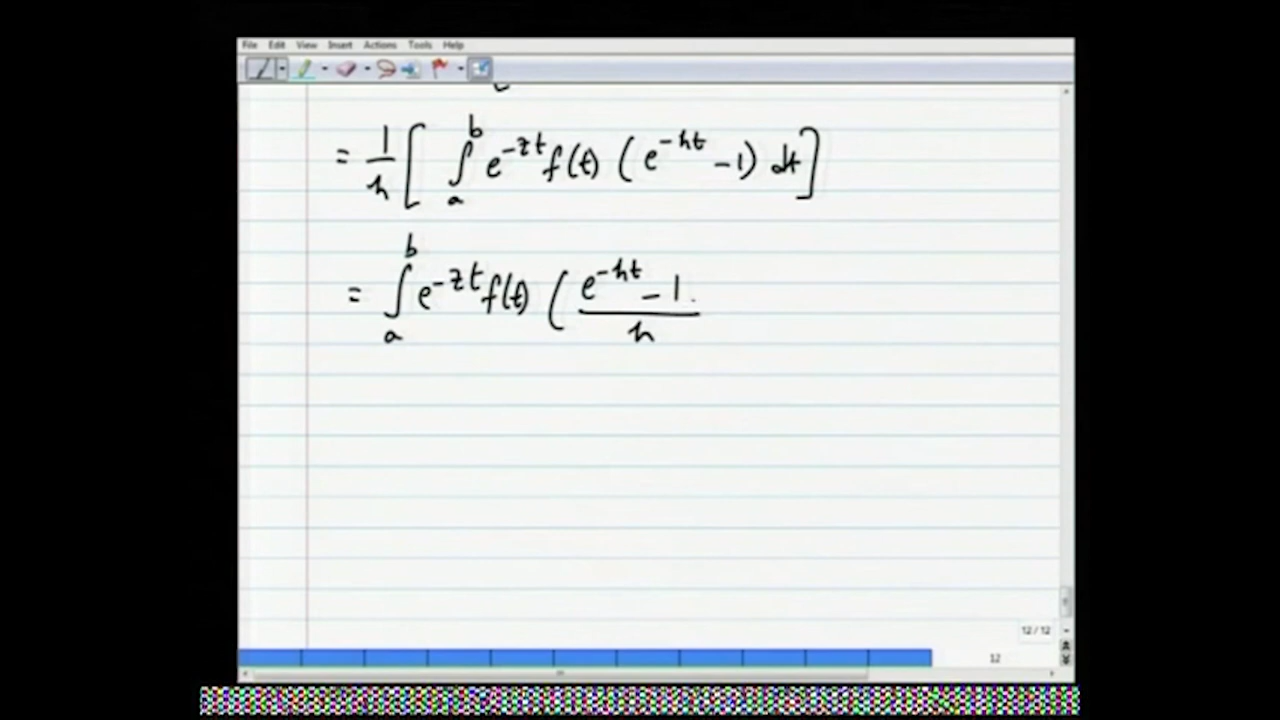 File Edit View Insert Actions Tools Help
= 1/h [ ∫_a^b e^{-zt} f(t) (e^{-ht} - 1) dt ]
= ∫_a^b e^{-zt} f(t) ( (e^{-ht} - 1) / h
12 / 12
12